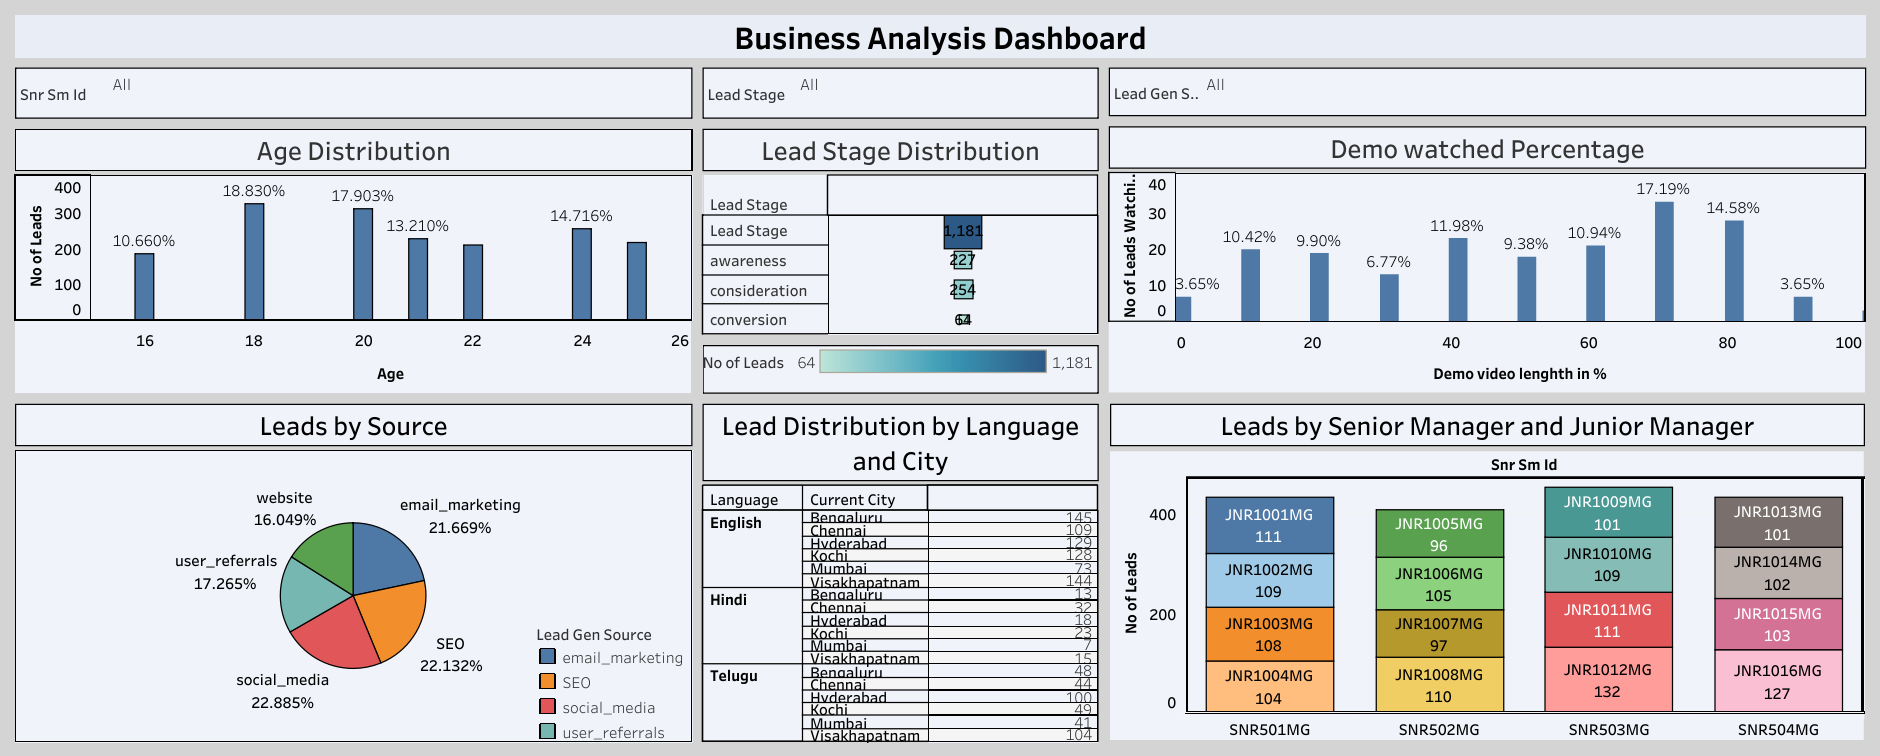 Business Analysis Dashboard
Snr Sm Id All
Lead Stage All
Lead Gen S.. All
Age Distribution
No of Leads
400
300
200
100
0
10.660%
18.830%
17.903%
13.210%
14.716%
16 18 20 22 24 26
Age
Lead Stage Distribution
Lead Stage
Lead Stage 1,181
awareness 227
consideration 254
conversion 64
No of Leads 64 1,181
Demo watched Percentage
No of Leads Watchi..
40
30
20
10
0
3.65%
10.42%
9.90%
6.77%
11.98%
9.38%
10.94%
17.19%
14.58%
3.65%
0 20 40 60 80 100
Demo video lenghth in %
Leads by Source
website
16.049%
email_marketing
21.669%
user_referrals
17.265%
SEO
22.132%
social_media
22.885%
Lead Gen Source
email_marketing
SEO
social_media
user_referrals
Lead Distribution by Language
and City
Language Current City
English Bengaluru 145
Chennai 109
Hyderabad 129
Kochi 128
Mumbai 73
Visakhapatnam 144
Hindi Bengaluru 13
Chennai 32
Hyderabad 18
Kochi 23
Mumbai 7
Visakhapatnam 15
Telugu Bengaluru 48
Chennai 44
Hyderabad 100
Kochi 49
Mumbai 41
Visakhapatnam 104
Leads by Senior Manager and Junior Manager
Snr Sm Id
No of Leads
400
200
0
JNR1001MG
111
JNR1002MG
109
JNR1003MG
108
JNR1004MG
104
JNR1005MG
96
JNR1006MG
105
JNR1007MG
97
JNR1008MG
110
JNR1009MG
101
JNR1010MG
109
JNR1011MG
111
JNR1012MG
132
JNR1013MG
101
JNR1014MG
102
JNR1015MG
103
JNR1016MG
127
SNR501MG SNR502MG SNR503MG SNR504MG